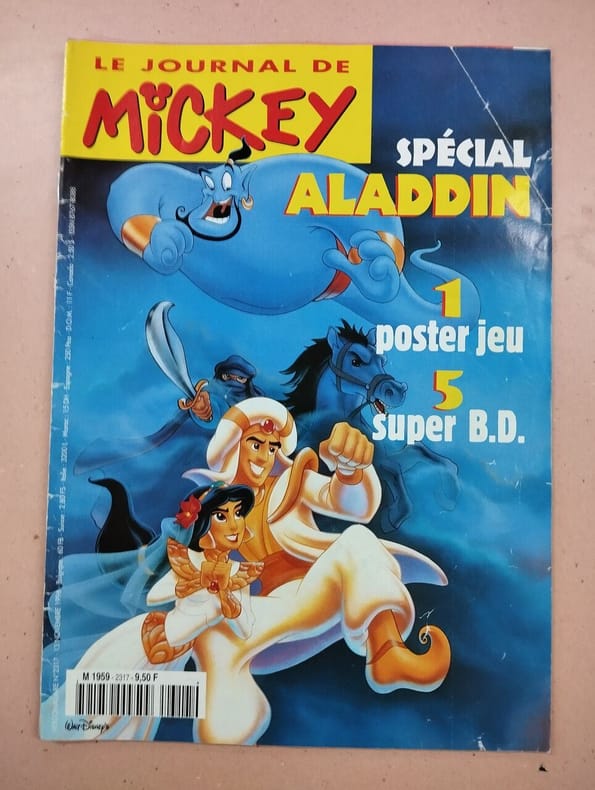 LE JOURNAL DE
MiCKEY
SPÉCIAL
ALADDIN
1
poster jeu
5
super B.D.
M 1959 - 2317 - 9,50 F
Walt Disney's